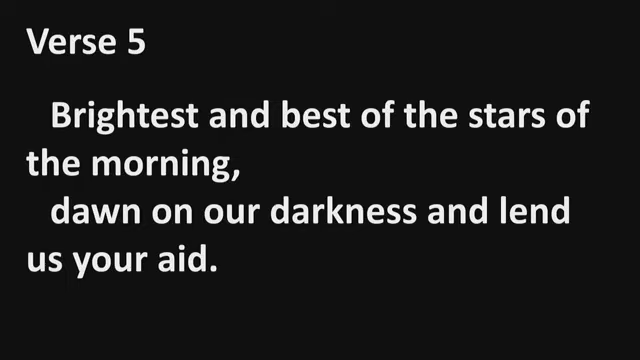 Verse 5
Brightest and best of the stars of
the morning,
dawn on our darkness and lend
us your aid.